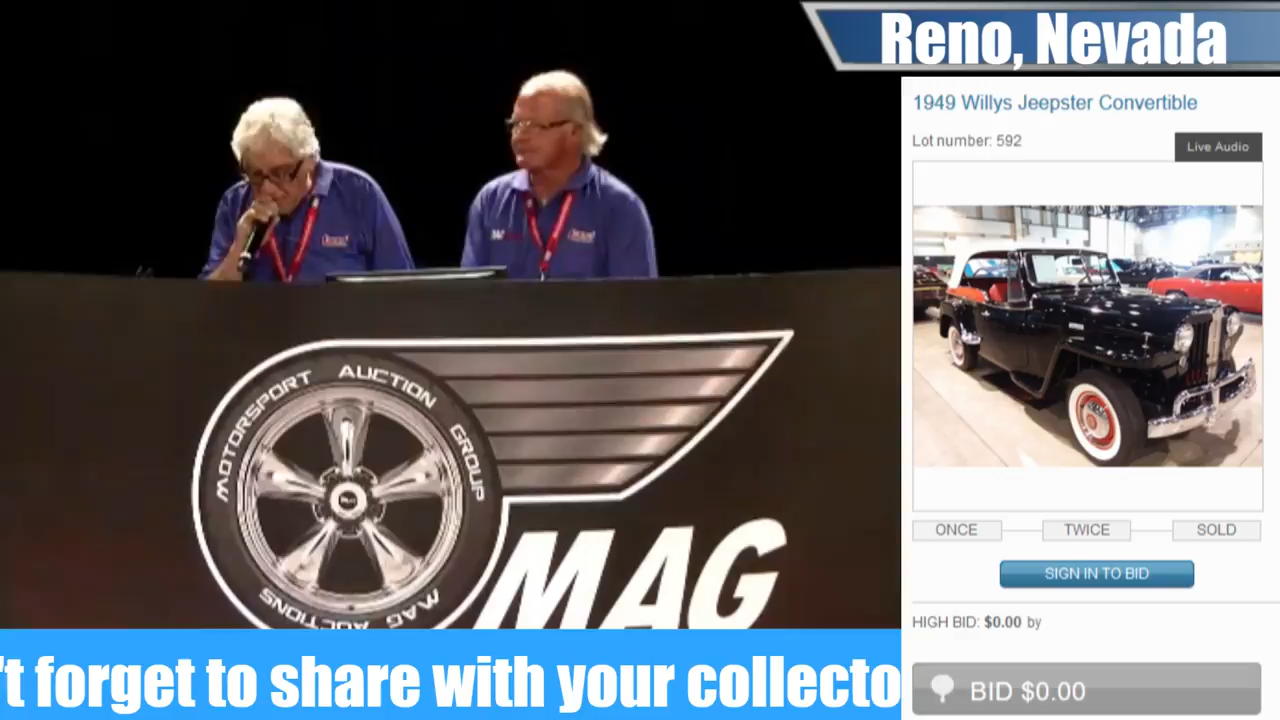 Reno, Nevada
1949 Willys Jeepster Convertible
Lot number: 592
Live Audio
MOTORSPORT AUCTION GROUP
MAG AUCTIONS
MAG
ONCE
TWICE
SOLD
SIGN IN TO BID
HIGH BID: $0.00 by
BID $0.00
't forget to share with your collecto